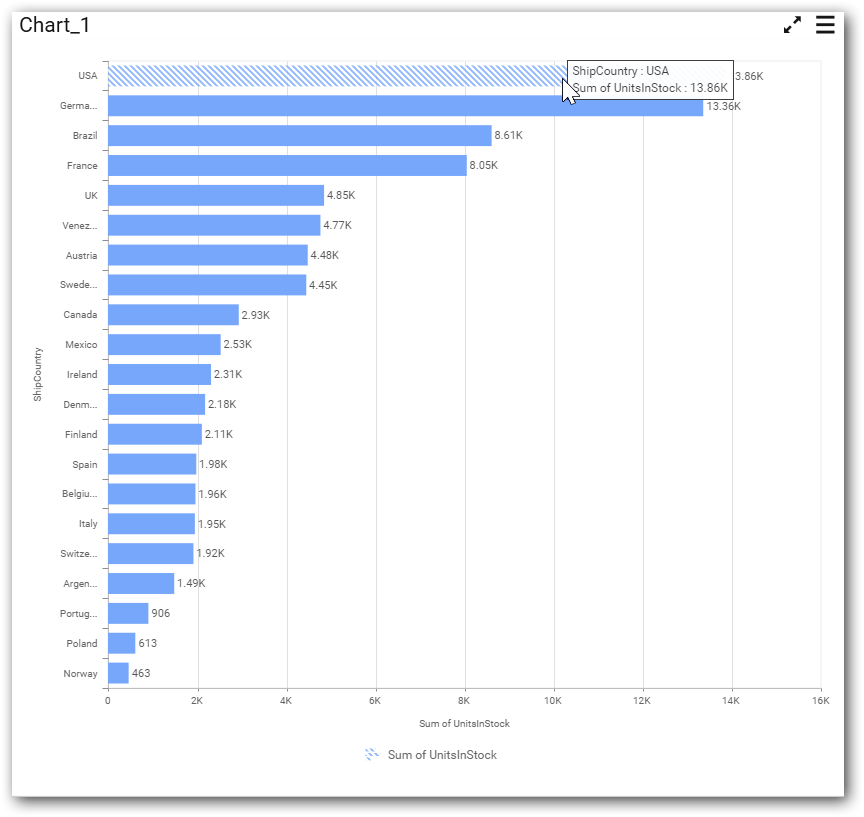 Chart_1
USA
ShipCountry : USA
3.86K
Sum of UnitsInStock : 13.86K
Germa...
13.36K
Brazil
8.61K
France
8.05K
UK
4.85K
Venez...
4.77K
Austria
4.48K
Swede...
4.45K
Canada
2.93K
Mexico
2.53K
Ireland
2.31K
Denm...
2.18K
Finland
2.11K
Spain
1.98K
Belgiu...
1.96K
Italy
1.95K
Switze...
1.92K
Argen...
1.49K
Portug...
906
Poland
613
Norway
463
ShipCountry
0 2K 4K 6K 8K 10K 12K 14K 16K
Sum of UnitsInStock
Sum of UnitsInStock